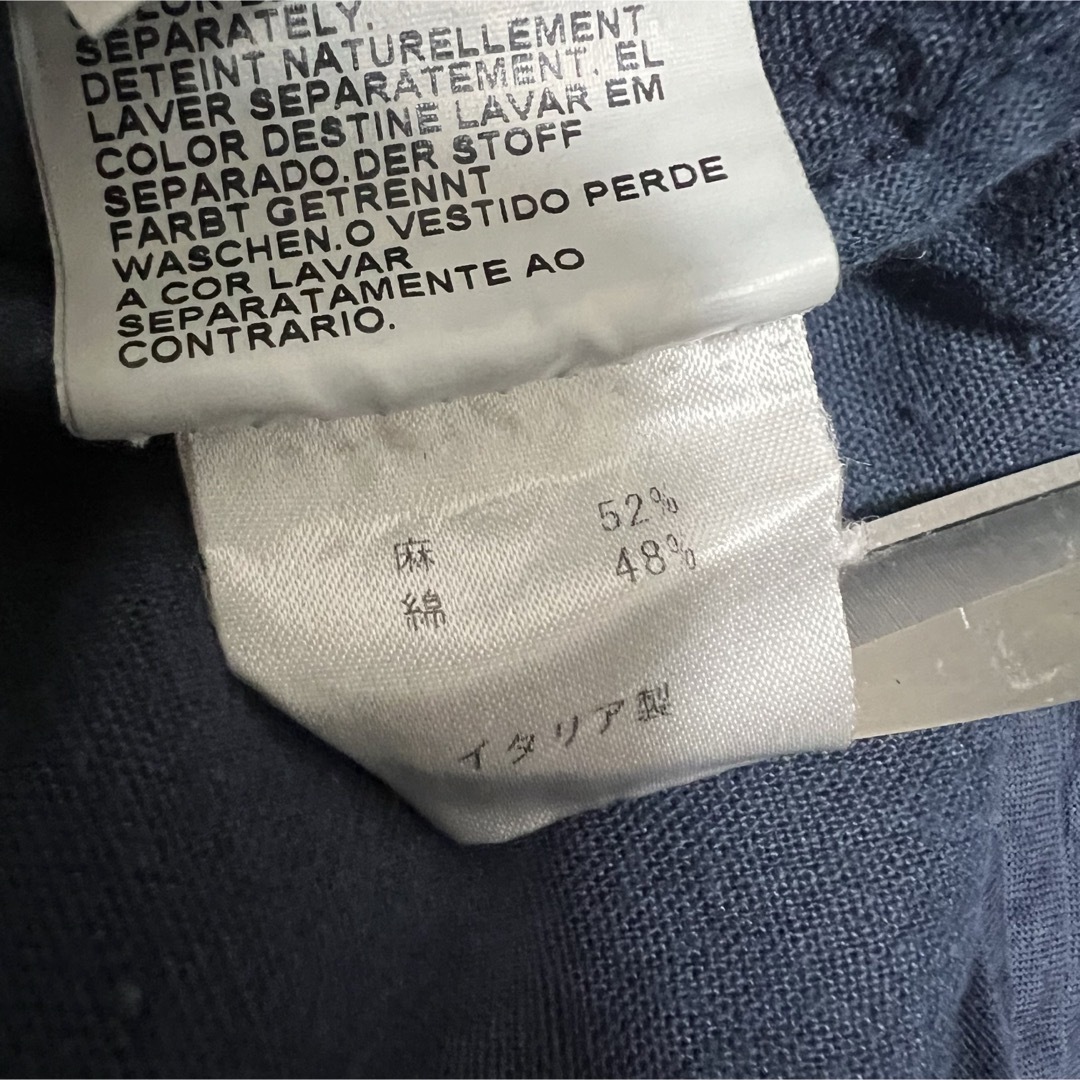 SEPARATELY.
DETEINT NATURELLEMENT
LAVER SEPARATEMENT. EL
COLOR DESTINE LAVAR EM
SEPARADO.DER STOFF
FARBT GETRENNT
WASCHEN.O VESTIDO PERDE
A COR LAVAR
SEPARATAMENTE AO
CONTRARIO.
麻 52%
綿 48%
イタリア製